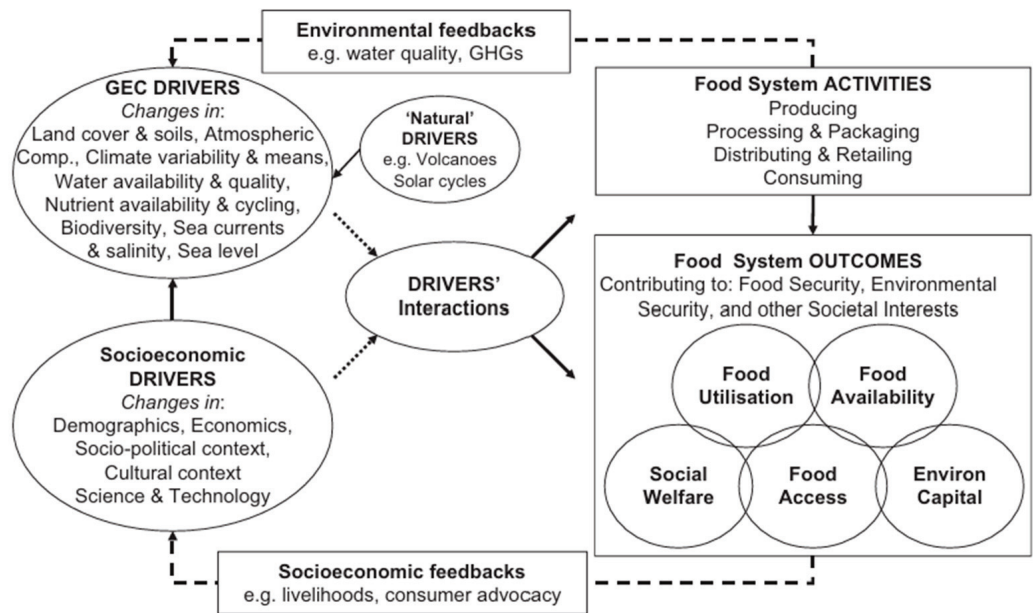 Environmental feedbacks
e.g. water quality, GHGs
GEC DRIVERS
Changes in:
Land cover & soils, Atmospheric
Comp., Climate variability & means,
Water availability & quality,
Nutrient availability & cycling,
Biodiversity, Sea currents
& salinity, Sea level
'Natural'
DRIVERS
e.g. Volcanoes
Solar cycles
Food System ACTIVITIES
Producing
Processing & Packaging
Distributing & Retailing
Consuming
DRIVERS'
Interactions
Socioeconomic
DRIVERS
Changes in:
Demographics, Economics,
Socio-political context,
Cultural context
Science & Technology
Food System OUTCOMES
Contributing to: Food Security, Environmental
Security, and other Societal Interests
Food
Utilisation
Food
Availability
Social
Welfare
Food
Access
Environ
Capital
Socioeconomic feedbacks
e.g. livelihoods, consumer advocacy